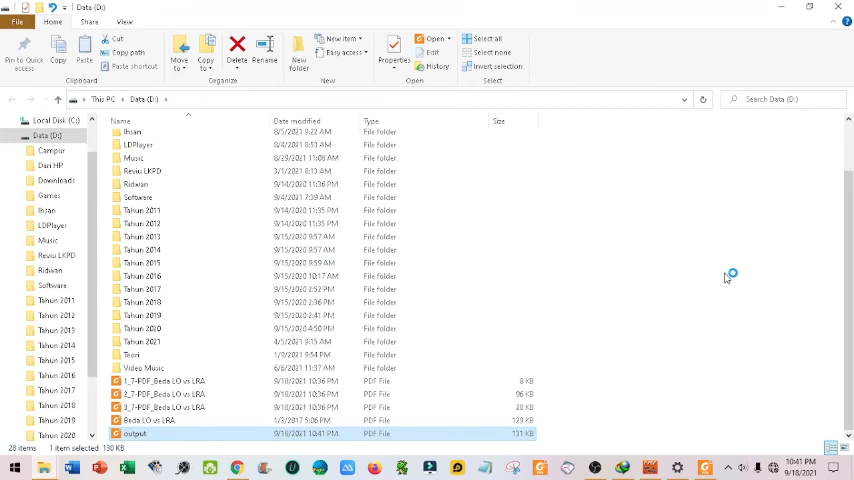 Data (D:)
File Home Share View
Pin to Quick access
Copy
Paste
Cut
Copy path
Paste shortcut
Clipboard
Move to
Copy to
Delete
Rename
Organize
New folder
New item
Easy access
New
Properties
Open
Edit
History
Open
Select all
Select none
Invert selection
Select
This PC > Data (D:) >
Search Data (D:)
Local Disk (C:)
Data (D:)
Campur
Dari HP
Downloads
Games
Ihsan
LDPlayer
Music
Reviu LKPD
Ridwan
Software
Tahun 2011
Tahun 2012
Tahun 2013
Tahun 2014
Tahun 2015
Tahun 2016
Tahun 2017
Tahun 2018
Tahun 2019
Tahun 2020
Name Date modified Type Size
Ihsan 8/5/2021 9:22 AM File folder
LDPlayer 8/4/2021 8:53 AM File folder
Music 8/29/2021 11:08 AM File folder
Reviu LKPD 3/1/2021 8:13 AM File folder
Ridwan 9/14/2020 11:36 PM File folder
Software 9/4/2021 7:39 AM File folder
Tahun 2011 9/14/2020 11:35 PM File folder
Tahun 2012 9/14/2020 11:35 PM File folder
Tahun 2013 9/15/2020 9:57 AM File folder
Tahun 2014 9/15/2020 9:57 AM File folder
Tahun 2015 9/15/2020 9:59 AM File folder
Tahun 2016 9/15/2020 10:17 AM File folder
Tahun 2017 9/15/2020 2:52 PM File folder
Tahun 2018 9/15/2020 2:36 PM File folder
Tahun 2019 9/15/2020 2:41 PM File folder
Tahun 2020 9/15/2020 4:50 PM File folder
Tahun 2021 4/5/2021 9:15 AM File folder
Teori 1/9/2021 9:54 PM File folder
Video Music 6/6/2021 11:37 AM File folder
1_7-PDF_Beda LO vs LRA 9/18/2021 10:36 PM PDF File 8 KB
2_7-PDF_Beda LO vs LRA 9/18/2021 10:36 PM PDF File 96 KB
3_7-PDF_Beda LO vs LRA 9/18/2021 10:36 PM PDF File 28 KB
Beda LO vs LRA 1/3/2017 5:06 PM PDF File 129 KB
output 9/18/2021 10:41 PM PDF File 131 KB
28 items 1 item selected 130 KB
10:41 PM
9/18/2021